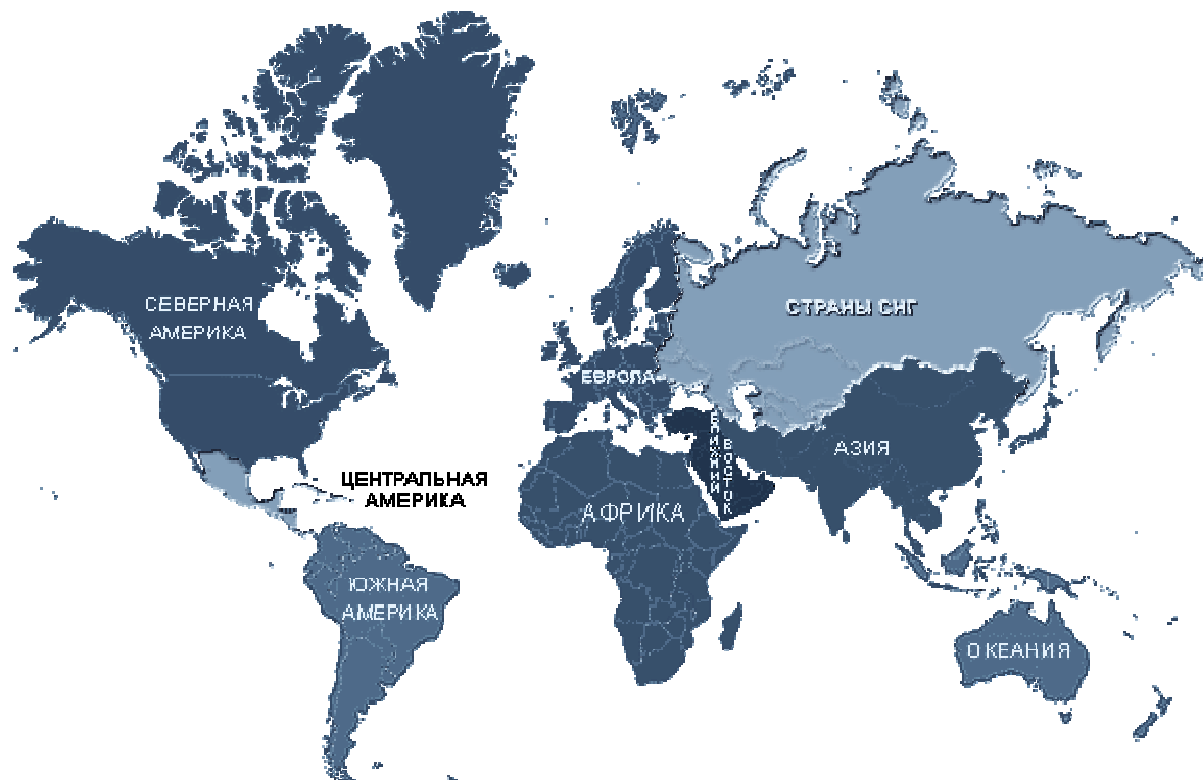 СЕВЕРНАЯ
АМЕРИКА
СТРАНЫ СНГ
ЕВРОПА
БЛИЖНИЙ
ВОСТОК
АЗИЯ
ЦЕНТРАЛЬНАЯ
АМЕРИКА
АФРИКА
ЮЖНАЯ
АМЕРИКА
ОКЕАНИЯ